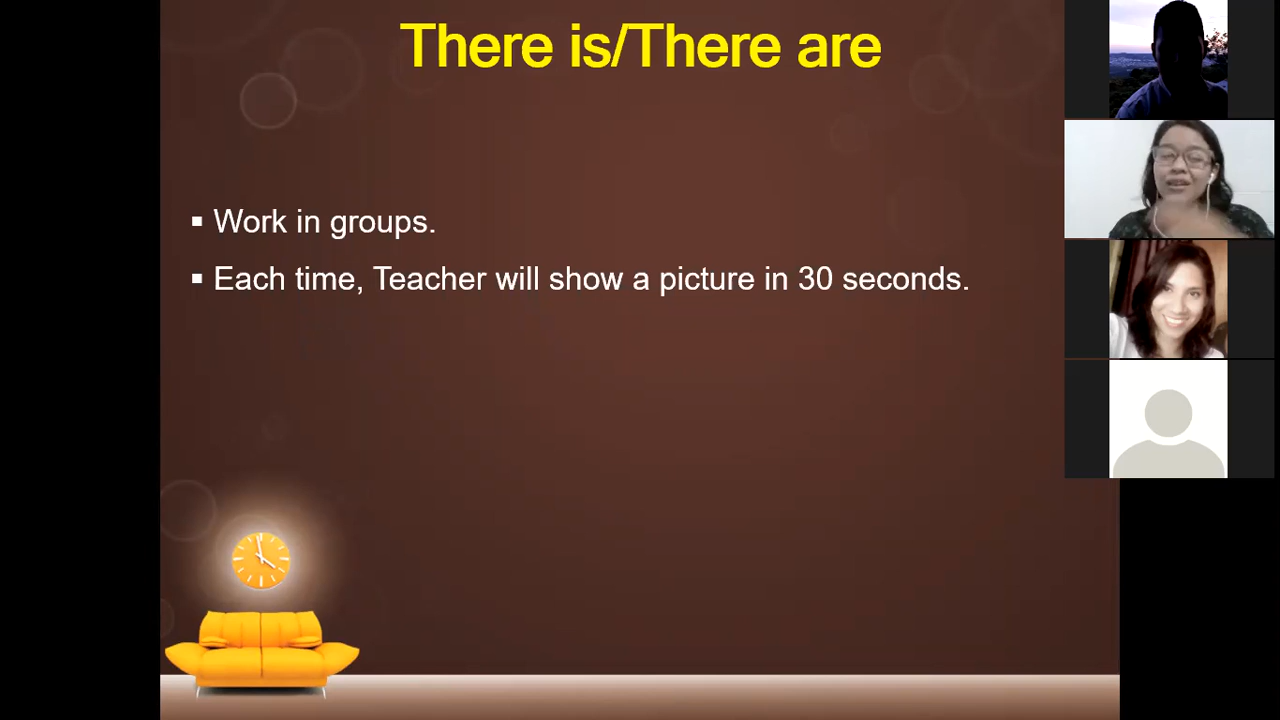 There is/There are
▪ Work in groups.
▪ Each time, Teacher will show a picture in 30 seconds.